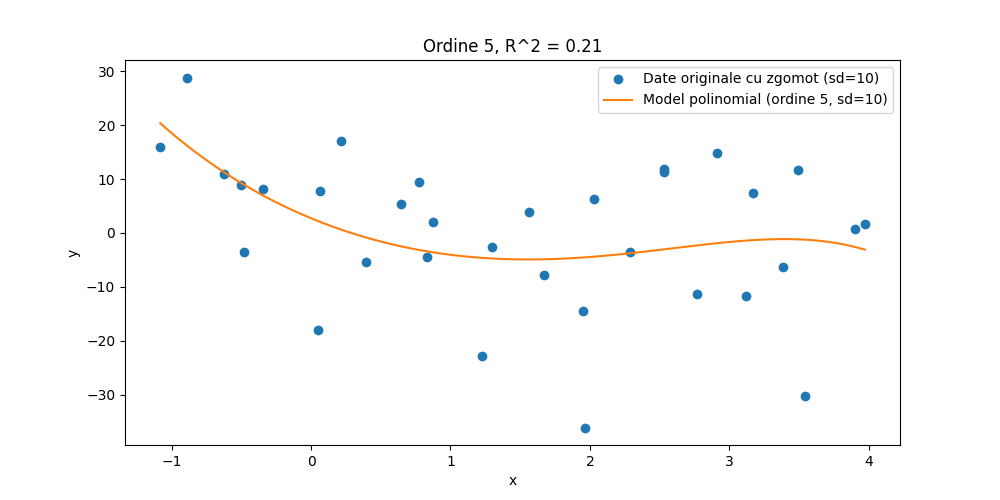 Ordine 5, R^2 = 0.21
Date originale cu zgomot (sd=10)
Model polinomial (ordine 5, sd=10)
30
20
10
0
−10
−20
−30
y
−1
0
1
2
3
4
x